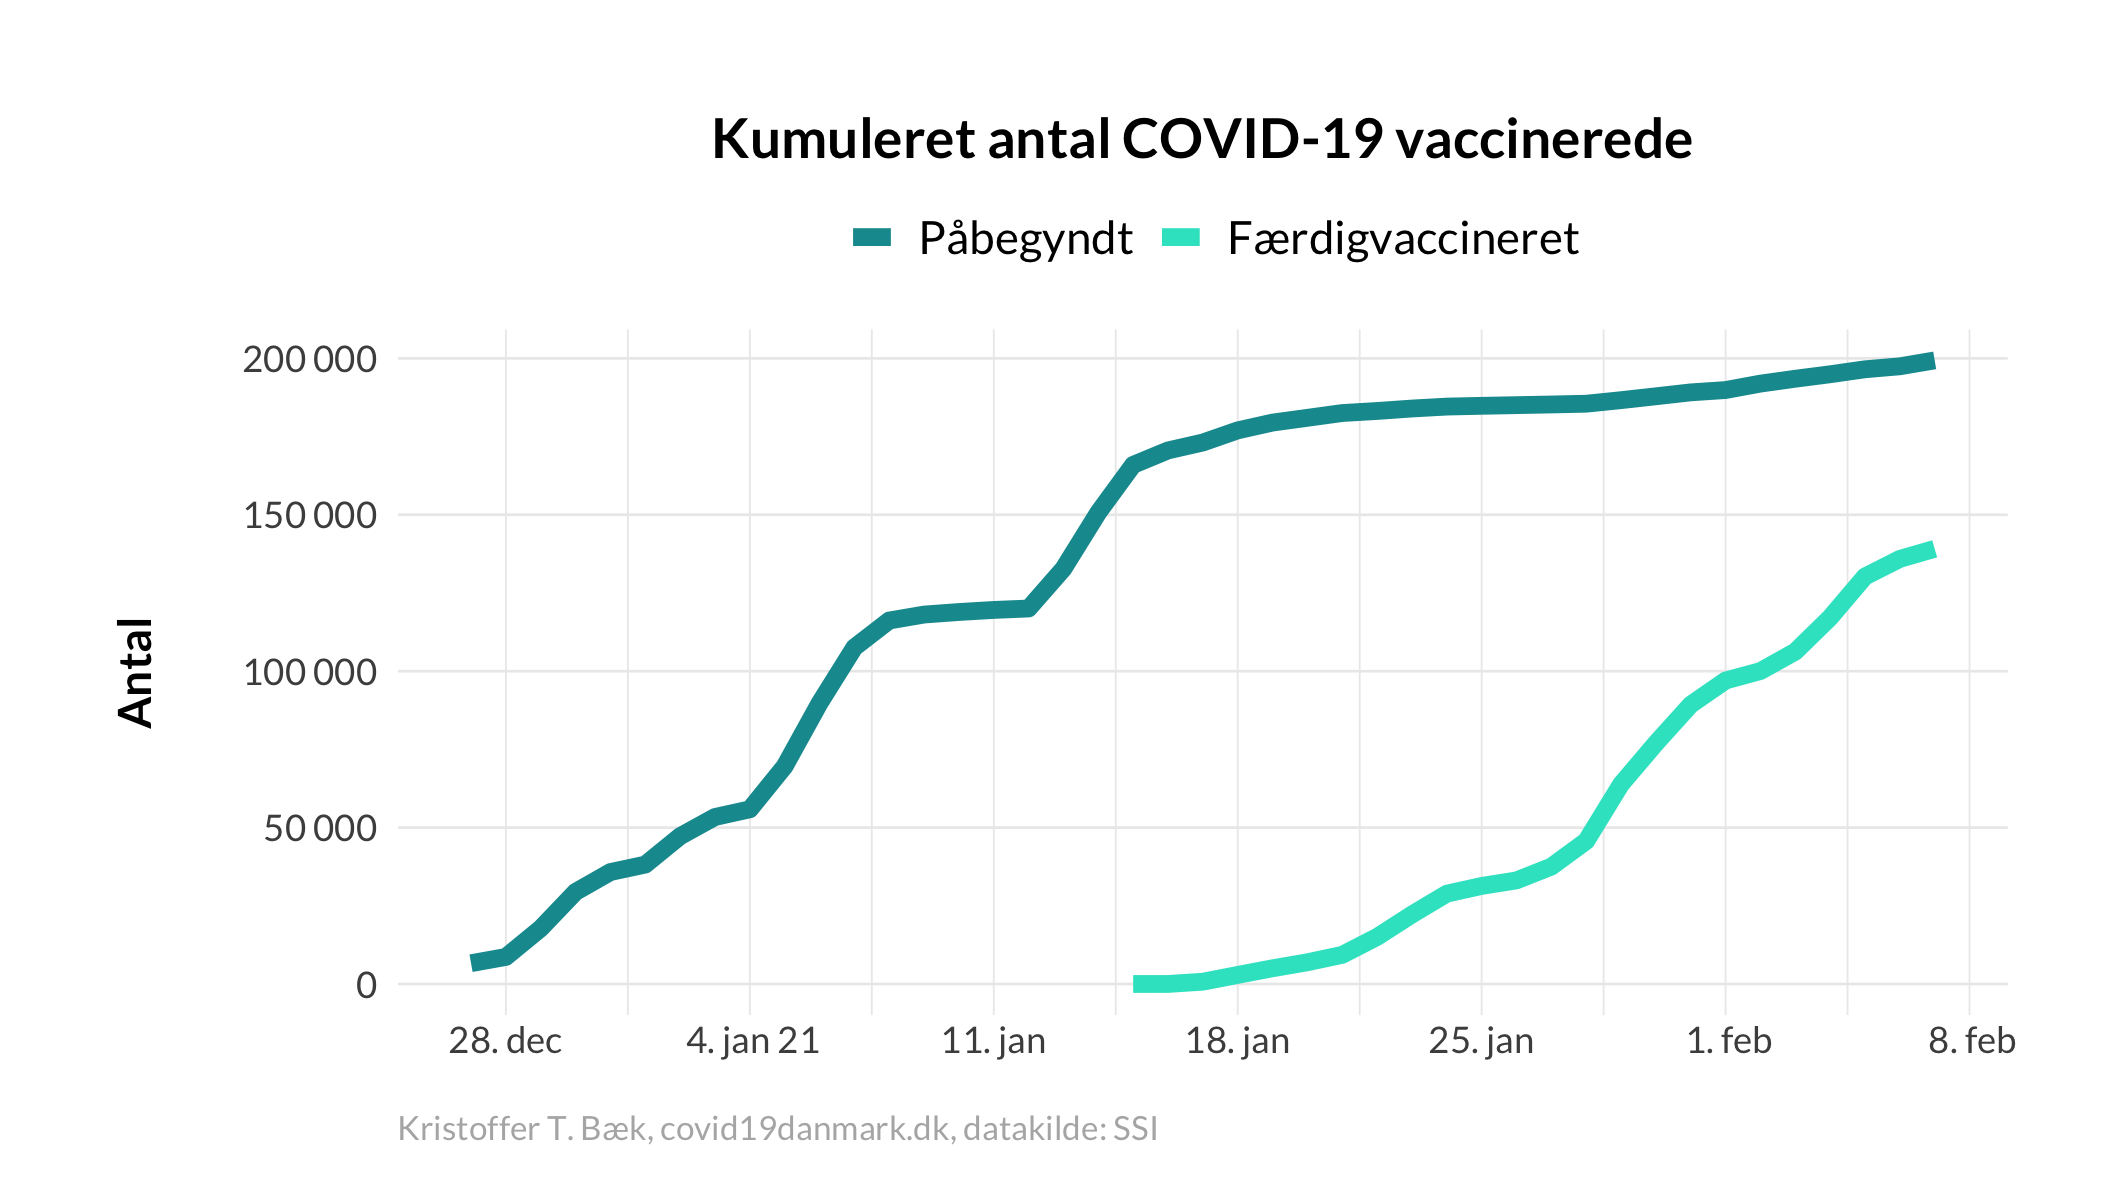 Kumuleret antal COVID-19 vaccinerede
Påbegyndt Færdigvaccineret
Antal
200 000
150 000
100 000
50 000
0
28. dec 4. jan 21 11. jan 18. jan 25. jan 1. feb 8. feb
Kristoffer T. Bæk, covid19danmark.dk, datakilde: SSI